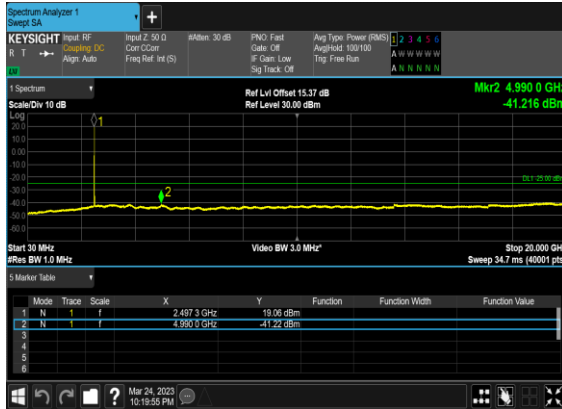 Spectrum Analyzer 1
Swept SA
+
KEYSIGHT
R T
LU
Input: RF
Coupling: DC
Align: Auto
Input Z: 50 Ω
Corr CCorr
Freq Ref: Int (S)
#Atten: 30 dB
PNO: Fast
Gate: Off
IF Gain: Low
Sig Track: Off
Avg Type: Power (RMS)
Avg|Hold: 100/100
Trig: Free Run
1 2 3 4 5 6
A W W W W W
A N N N N N
1 Spectrum
Scale/Div 10 dB
Ref Lvl Offset 15.37 dB
Ref Level 30.00 dBm
Mkr2 4.990 0 GHz
-41.216 dBm
Log
20.0
10.0
0.00
-10.0
-20.0
-30.0
-40.0
-50.0
-60.0
1
2
DL1 -25.00 dBm
Start 30 MHz
#Res BW 1.0 MHz
Video BW 3.0 MHz*
Stop 20.000 GHz
Sweep 34.7 ms (40001 pts)
5 Marker Table
Mode Trace Scale X Y Function Function Width Function Value
1 N 1 f 2.497 3 GHz 19.06 dBm
2 N 1 f 4.990 0 GHz -41.22 dBm
3
4
5
6
?
Mar 24, 2023
10:19:55 PM